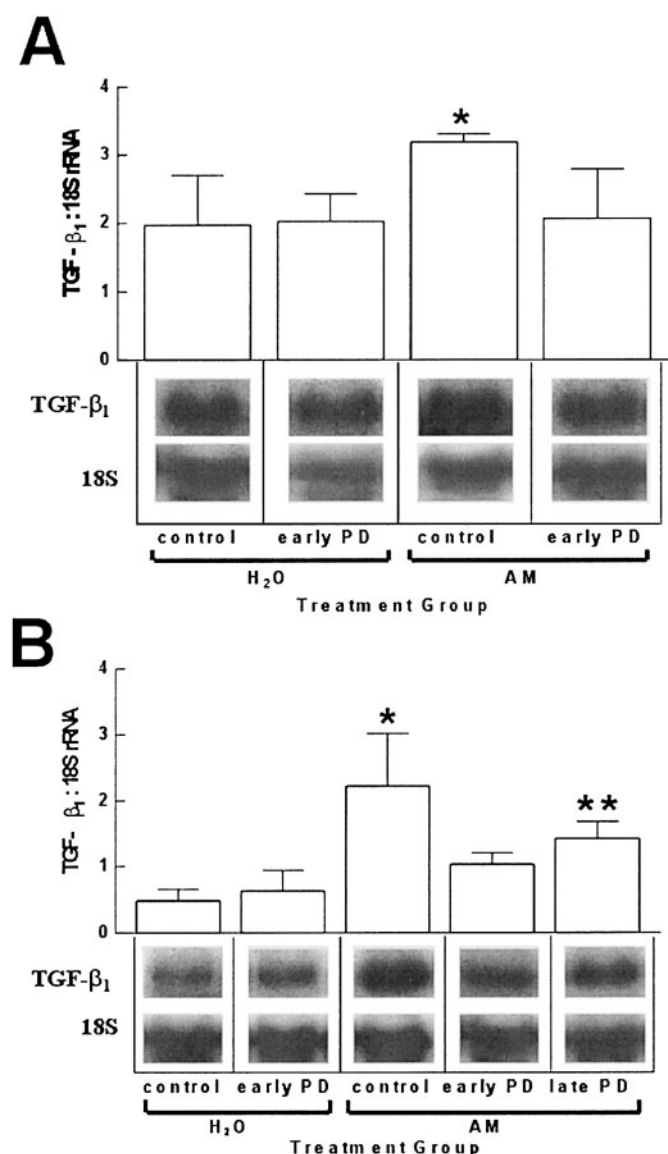 A
TGF-β₁:18S rRNA
4
3
2
1
0
*
TGF-β₁
18S
control early PD control early PD
H₂O AM
Treatment Group
B
TGF- β₁:18S rRNA
4
3
2
1
0
*
**
TGF-β₁
18S
control early PD control early PD late PD
H₂O AM
Treatment Group